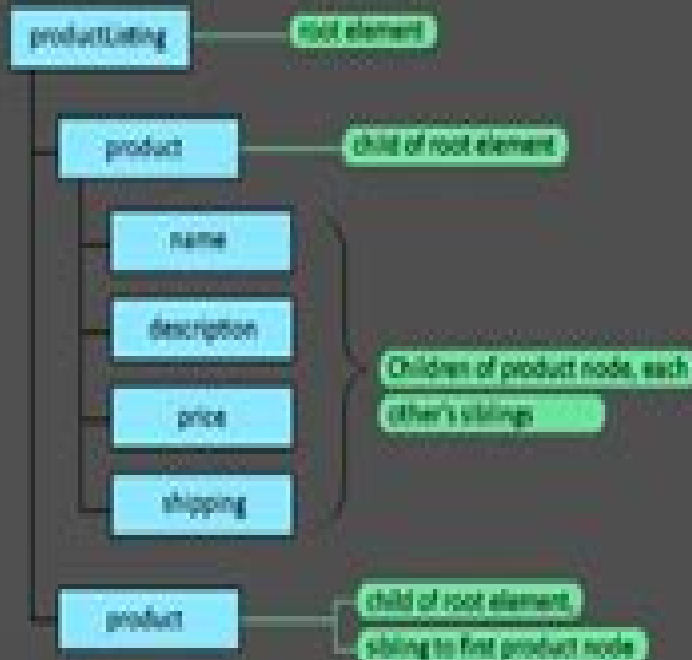 productListing
root element
product
child of root element
name
description
price
shipping
Children of product node, each
other's siblings
product
child of root element,
sibling to first product node